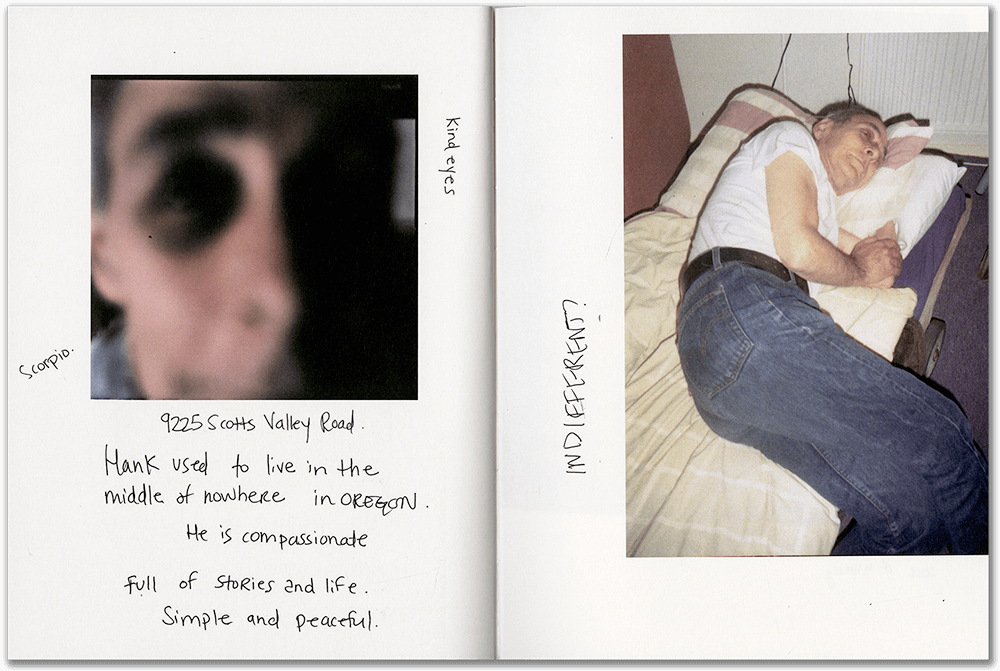 Kind eyes
Scorpio.
9225 Scotts Valley Road.
Hank used to live in the
middle of nowhere in OREGON.
He is compassionate
full of stories and life.
Simple and peaceful.
INDIFFERENT?